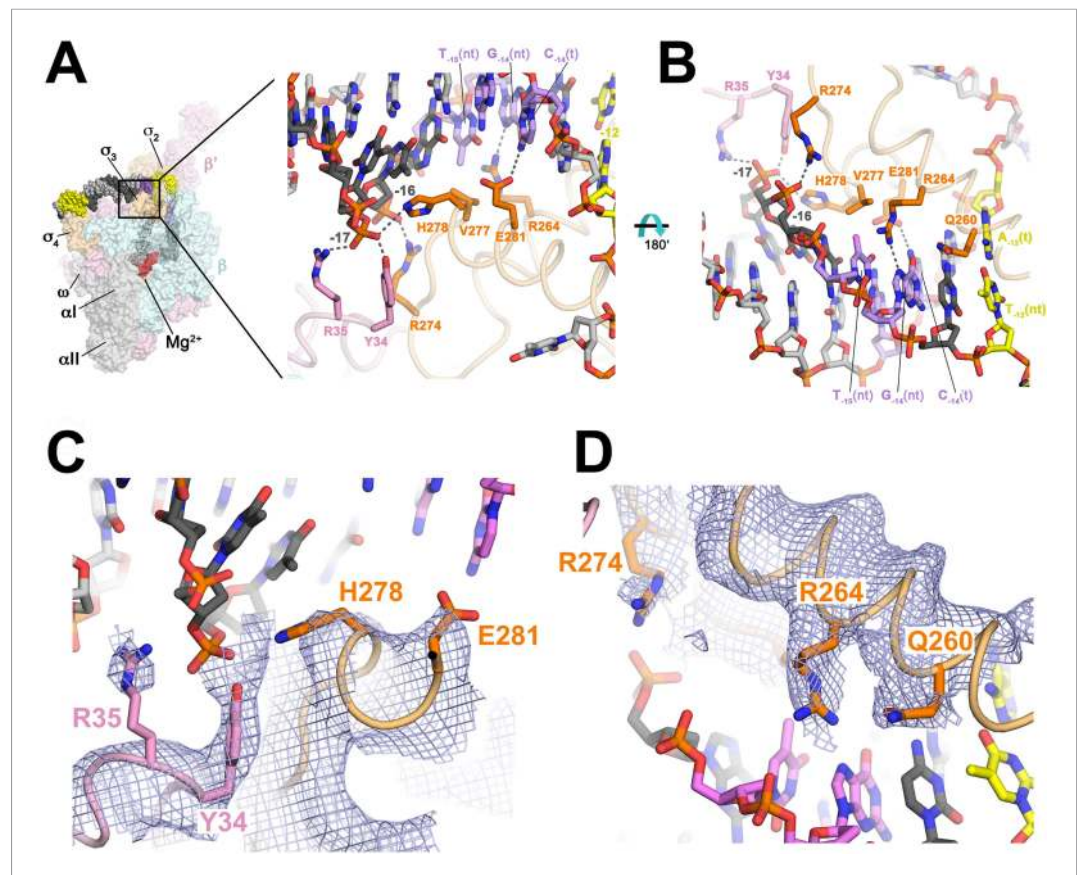 A
σ₂
σ₃
β'
σ₄
β
ω
αI
Mg²⁺
αII
T₋₁₅(nt) G₋₁₄(nt) C₋₁₄(t)
-12
-16
H278 V277 E281 R264
-17
R35 Y34 R274
180°
B
R35 Y34 R274
-17
H278 V277 E281 R264
-16
Q260
A₋₁₃(t)
T₋₁₃(nt)
T₋₁₅(nt) G₋₁₄(nt) C₋₁₄(t)
C
H278
E281
R35
Y34
D
R274
R264
Q260